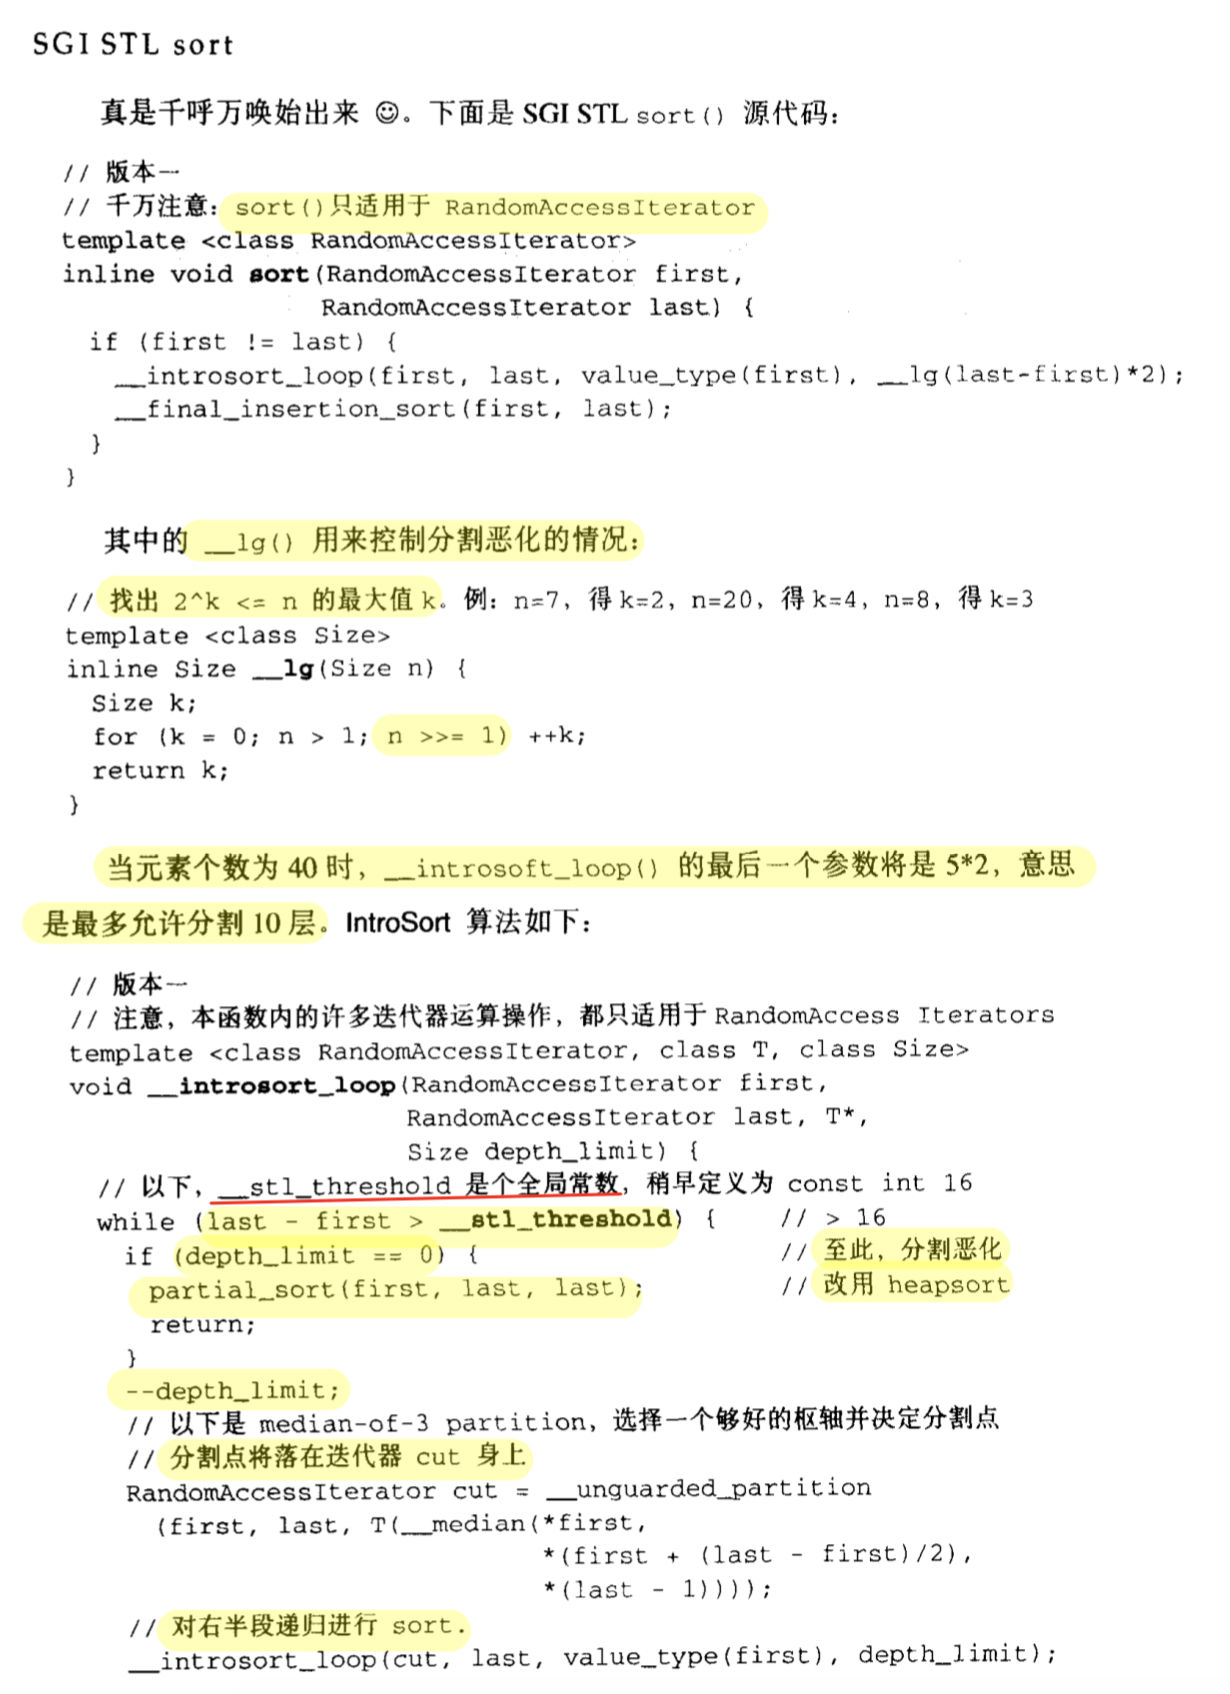 SGI STL sort
真是千呼万唤始出来 ☺。下面是 SGI STL sort() 源代码：
// 版本一
// 千万注意：sort()只适用于 RandomAccessIterator
template <class RandomAccessIterator>
inline void sort(RandomAccessIterator first,
RandomAccessIterator last) {
if (first != last) {
__introsort_loop(first, last, value_type(first), __lg(last-first)*2);
__final_insertion_sort(first, last);
}
}
其中的 __lg() 用来控制分割恶化的情况：
// 找出 2^k <= n 的最大值 k。例：n=7，得 k=2，n=20，得 k=4，n=8，得 k=3
template <class Size>
inline Size __lg(Size n) {
Size k;
for (k = 0; n > 1; n >>= 1) ++k;
return k;
}
当元素个数为 40 时，__introsoft_loop() 的最后一个参数将是 5*2，意思
是最多允许分割 10 层。IntroSort 算法如下：
// 版本一
// 注意，本函数内的许多迭代器运算操作，都只适用于 RandomAccess Iterators
template <class RandomAccessIterator, class T, class Size>
void __introsort_loop(RandomAccessIterator first,
RandomAccessIterator last, T*,
Size depth_limit) {
// 以下，__stl_threshold 是个全局常数，稍早定义为 const int 16
while (last - first > __stl_threshold) { // > 16
if (depth_limit == 0) { // 至此，分割恶化
partial_sort(first, last, last); // 改用 heapsort
return;
}
--depth_limit;
// 以下是 median-of-3 partition，选择一个够好的枢轴并决定分割点
// 分割点将落在迭代器 cut 身上
RandomAccessIterator cut = __unguarded_partition
(first, last, T(__median(*first,
*(first + (last - first)/2),
*(last - 1))));
// 对右半段递归进行 sort.
__introsort_loop(cut, last, value_type(first), depth_limit);